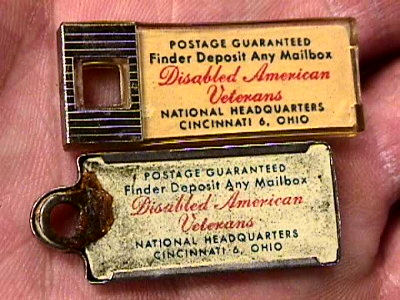 POSTAGE GUARANTEED
Finder Deposit Any Mailbox
Disabled American
Veterans
NATIONAL HEADQUARTERS
CINCINNATI 6, OHIO
POSTAGE GUARANTEED
Finder Deposit Any Mailbox
Disabled American
Veterans
NATIONAL HEADQUARTERS
CINCINNATI 6, OHIO